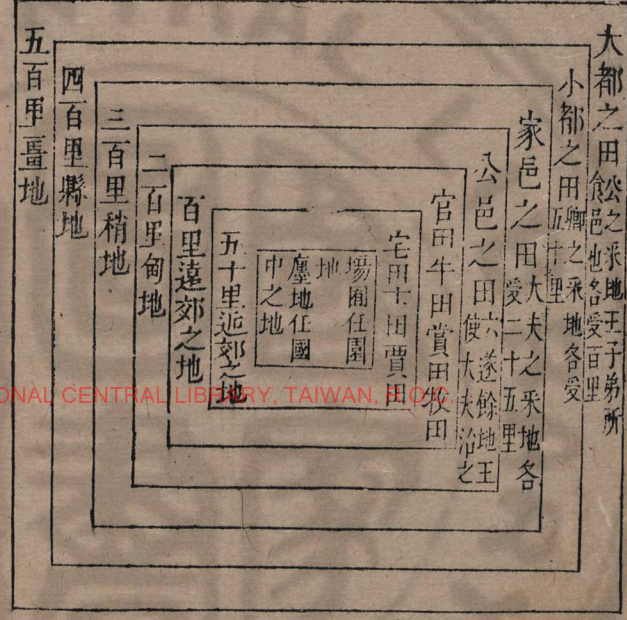 大都之田公之采地王子弟所
食邑地各受百里
小都之田卿之采地各受
五十里
家邑之田大夫之采地各
受二十五里
公邑之田六遂餘地王
使大夫治之
官田牛田賞田牧田
宅田士田賈田
場圃任園
地
廛地任國
中之地
五十里近郊之地
百里遠郊之地
二百里甸地
三百里稍地
四百里縣地
五百里畺地
ONAL CENTRAL LIBRARY, TAIWAN, R.O.C.